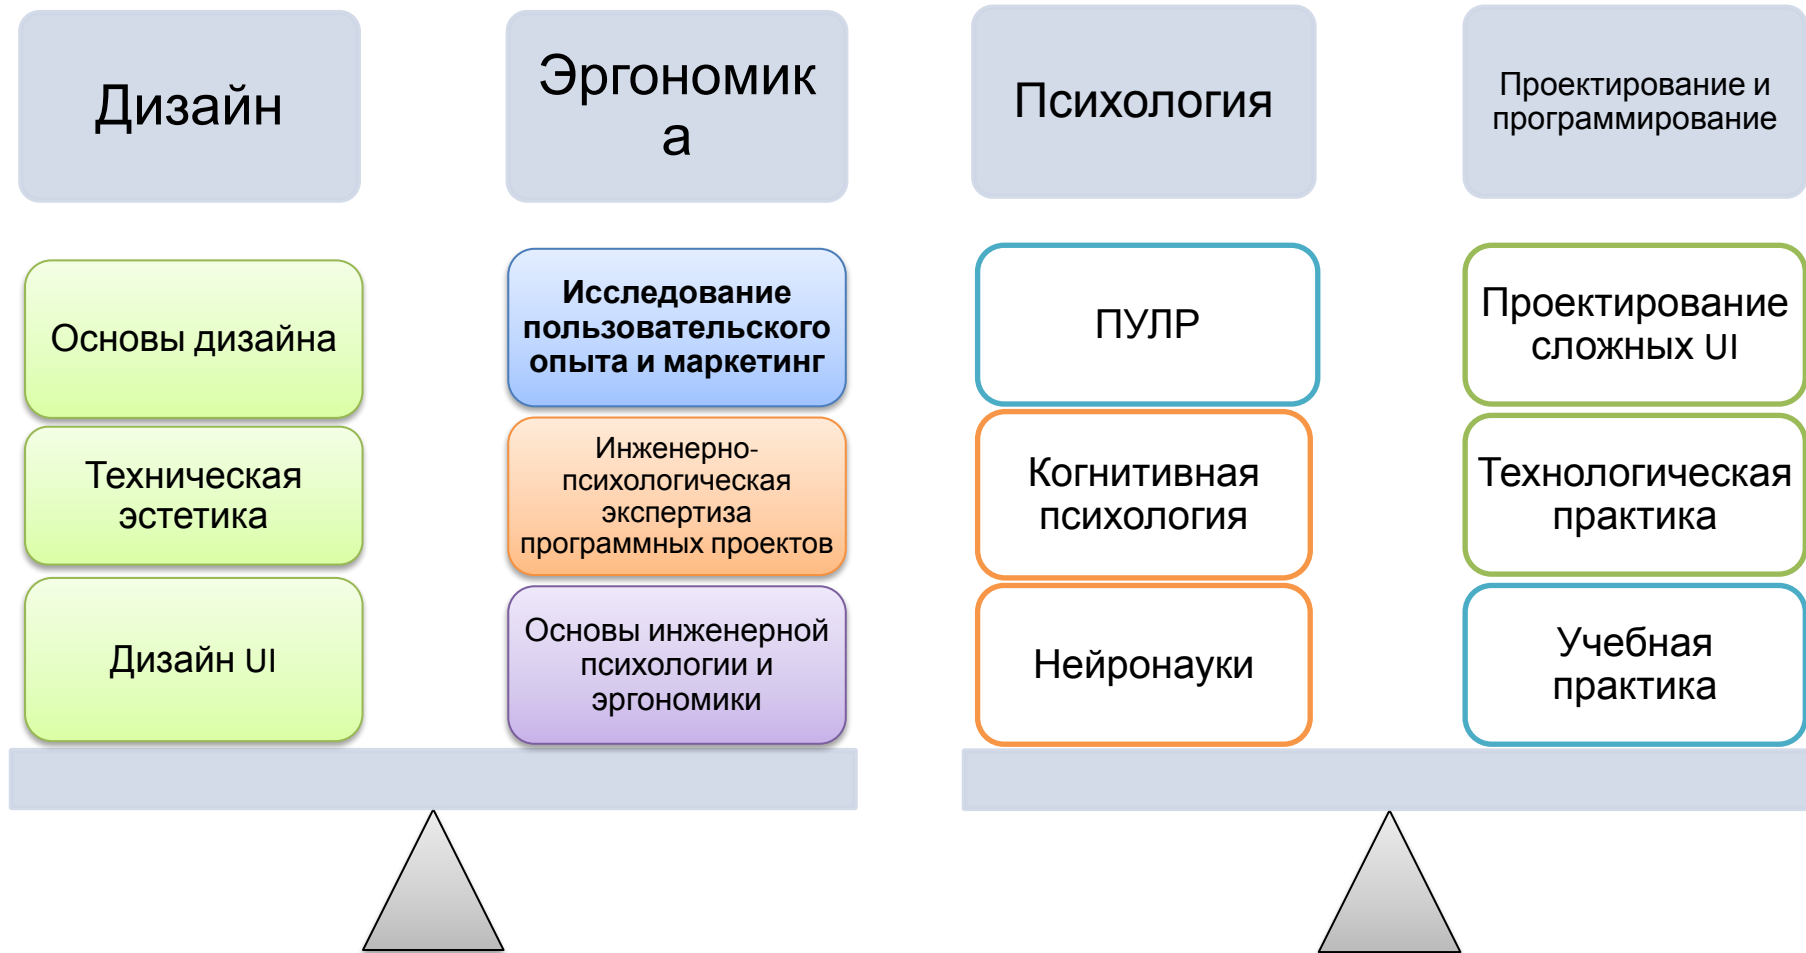 Дизайн
Эргономик
а
Психология
Проектирование и
программирование
Основы дизайна
Техническая
эстетика
Дизайн UI
Исследование
пользовательского
опыта и маркетинг
Инженерно-
психологическая
экспертиза
программных проектов
Основы инженерной
психологии и
эргономики
ПУЛР
Когнитивная
психология
Нейронауки
Проектирование
сложных UI
Технологическая
практика
Учебная
практика